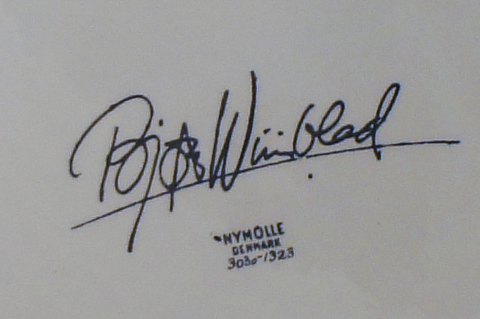 Bjørn Wiinblad
NYMOLLE
DENMARK
3030-1323